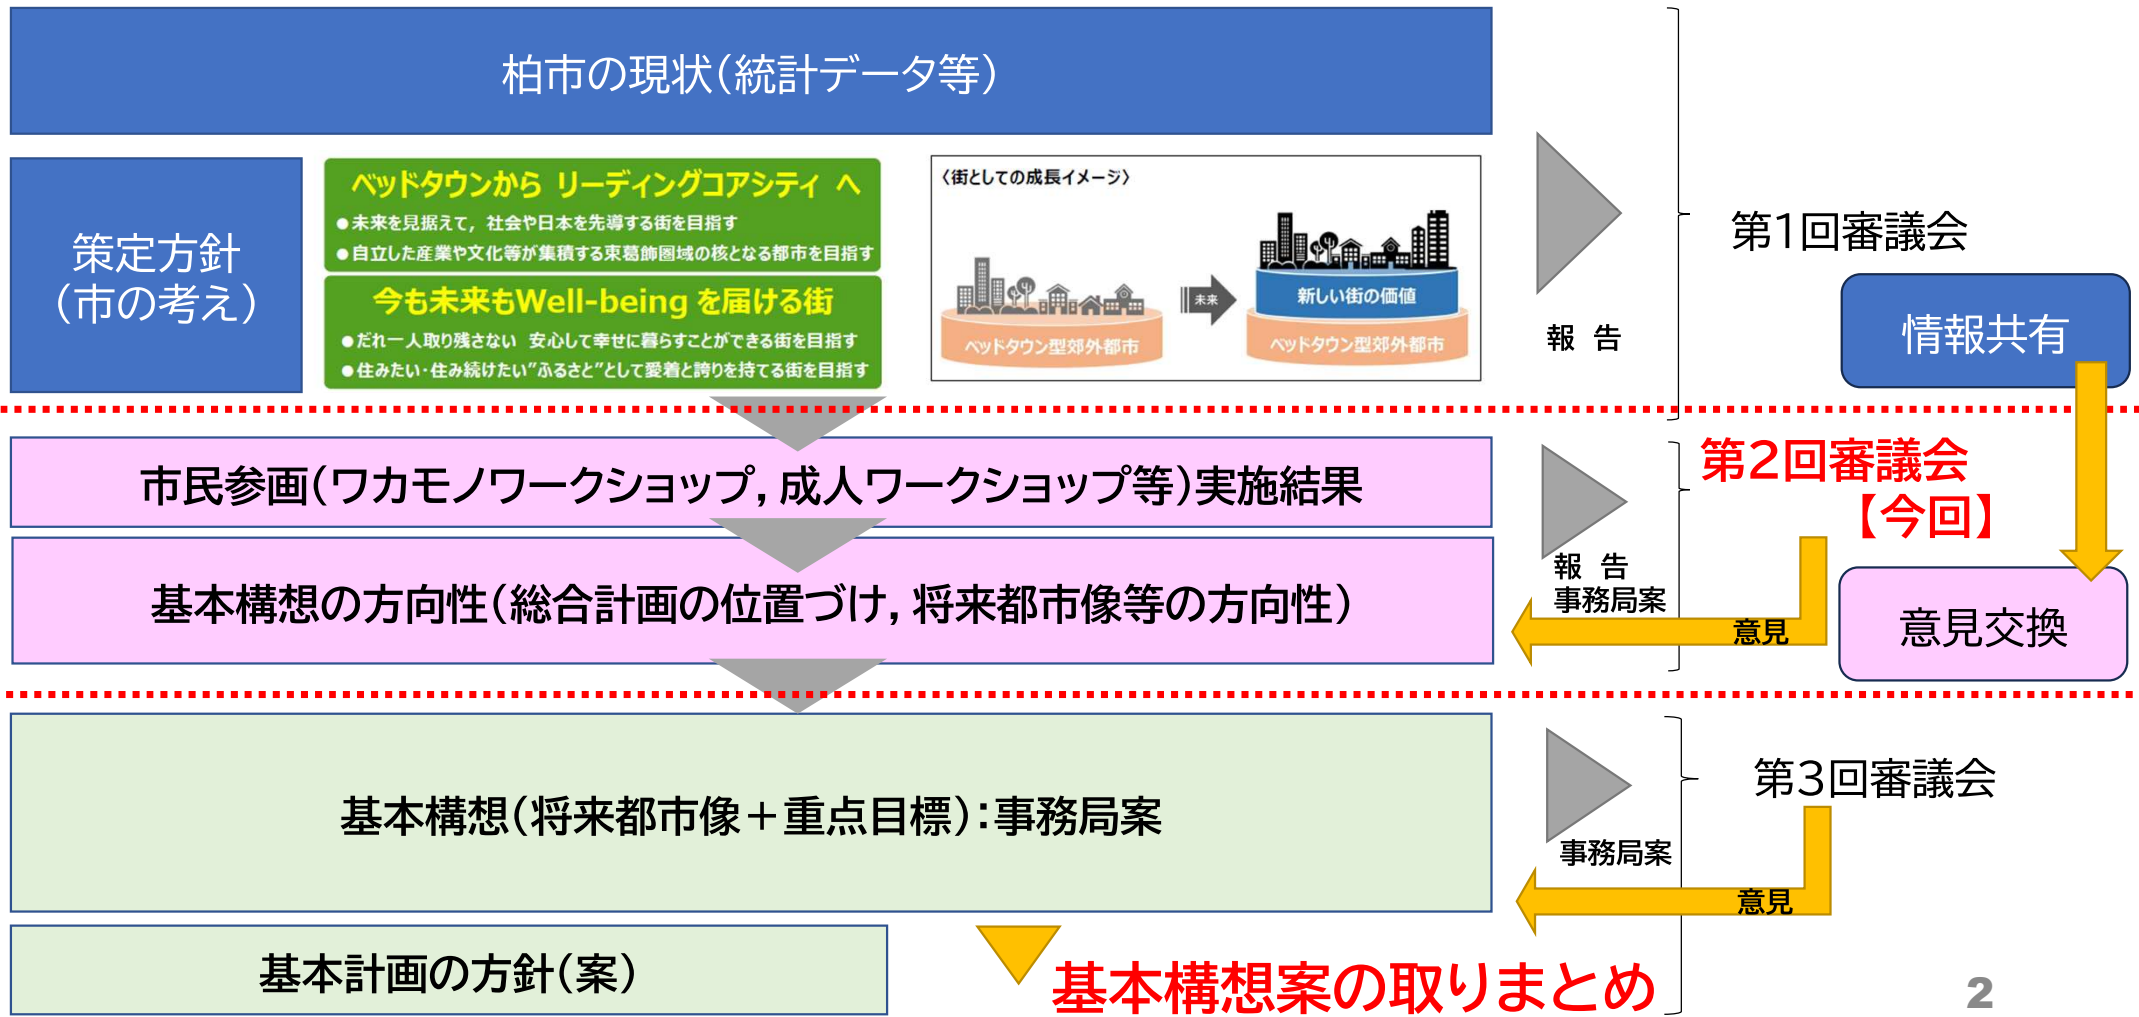 柏市の現状（統計データ等）
策定方針
（市の考え）
ベッドタウンから リーディングコアシティ へ
●未来を見据えて，社会や日本を先導する街を目指す
●自立した産業や文化等が集積する東葛飾圏域の核となる都市を目指す
今も未来もWell-being を届ける街
●だれ一人取り残さない 安心して幸せに暮らすことができる街を目指す
●住みたい・住み続けたい”ふるさと”として愛着と誇りを持てる街を目指す
〈街としての成長イメージ〉
ベッドタウン型郊外都市
未来
新しい街の価値
ベッドタウン型郊外都市
報 告
第1回審議会
情報共有
市民参画（ワカモノワークショップ，成人ワークショップ等）実施結果
基本構想の方向性（総合計画の位置づけ，将来都市像等の方向性）
報 告
事務局案
第2回審議会
【今回】
意見
意見交換
基本構想（将来都市像＋重点目標）：事務局案
事務局案
第3回審議会
意見
基本計画の方針（案）
基本構想案の取りまとめ
2